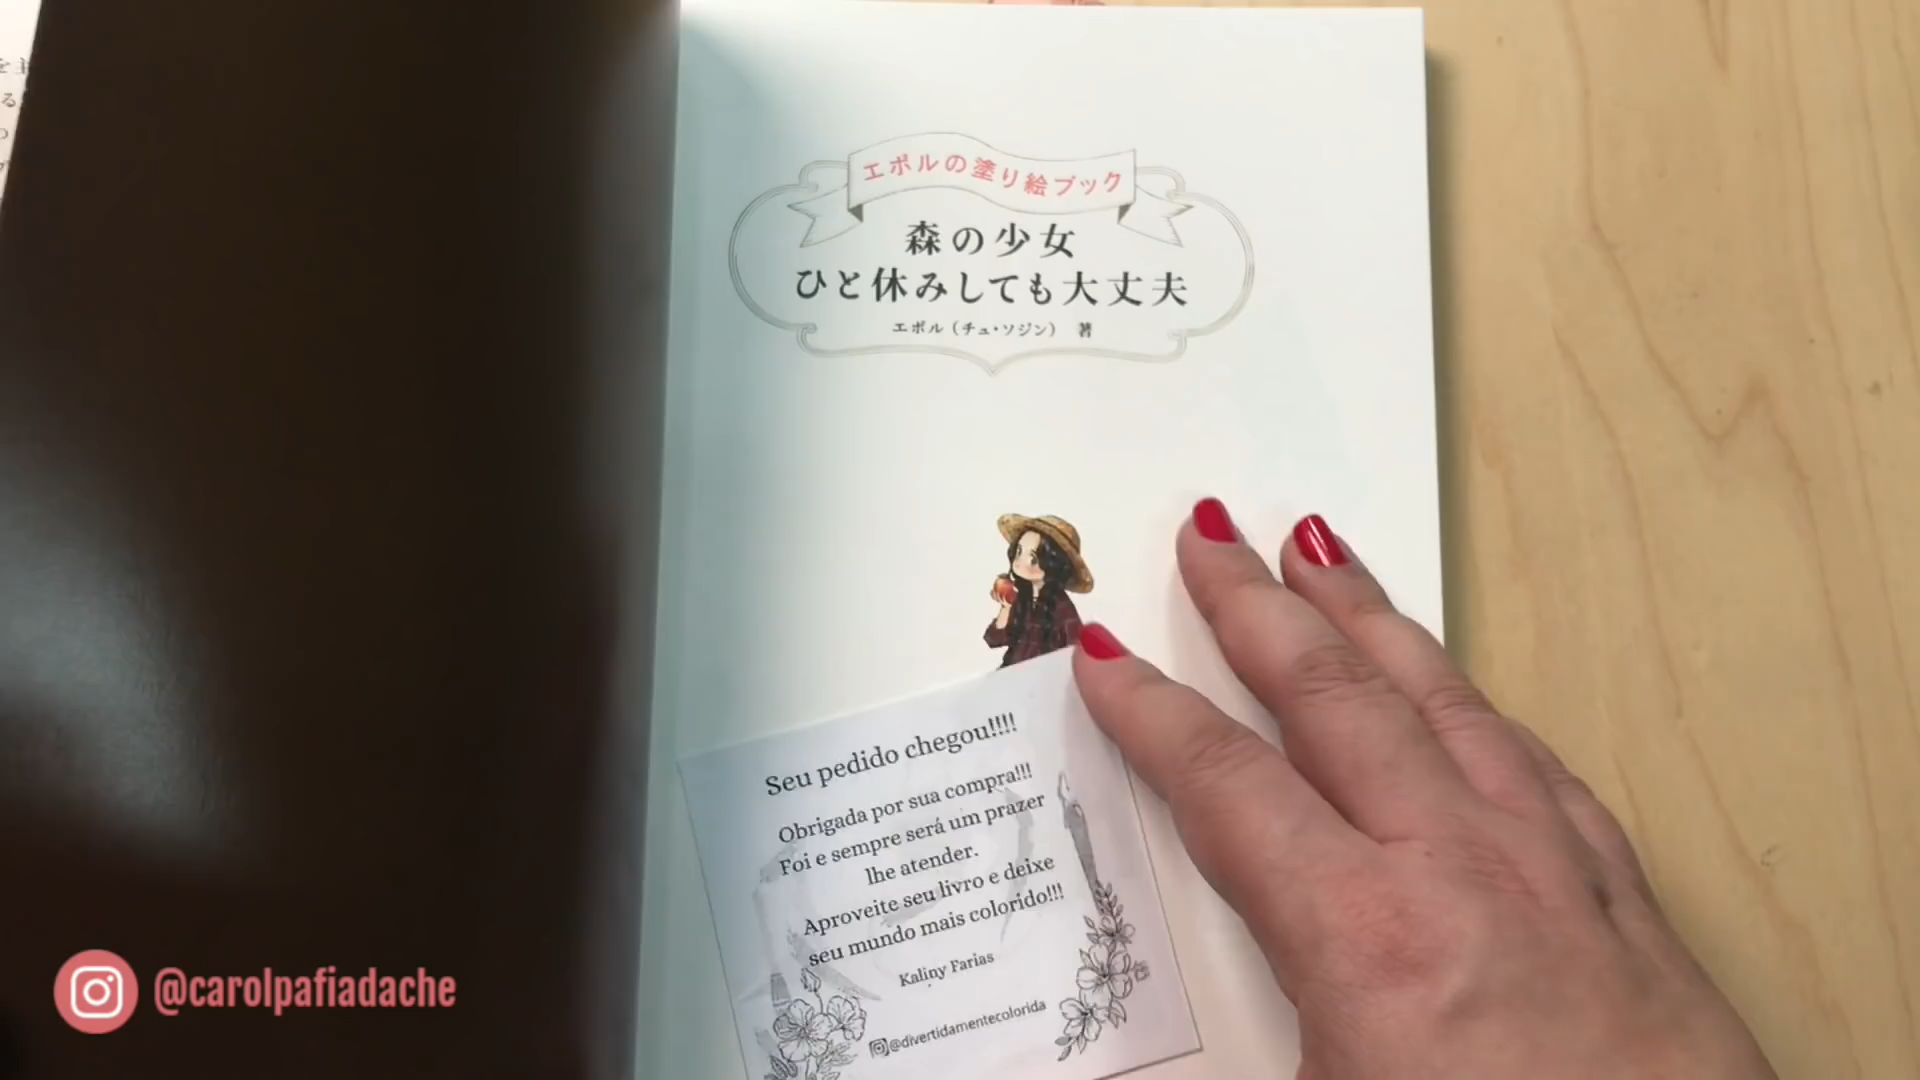 エポルの塗り絵ブック
森の少女
ひと休みしても大丈夫
エポル(チュ・ソジン) 著
Seu pedido chegou!!!!
Obrigada por sua compra!!!
Foi e sempre será um prazer
lhe atender.
Aproveite seu livro e deixe
seu mundo mais colorido!!!
Kaliny Farias
@divertidamentecolorida
@carolpafiadache